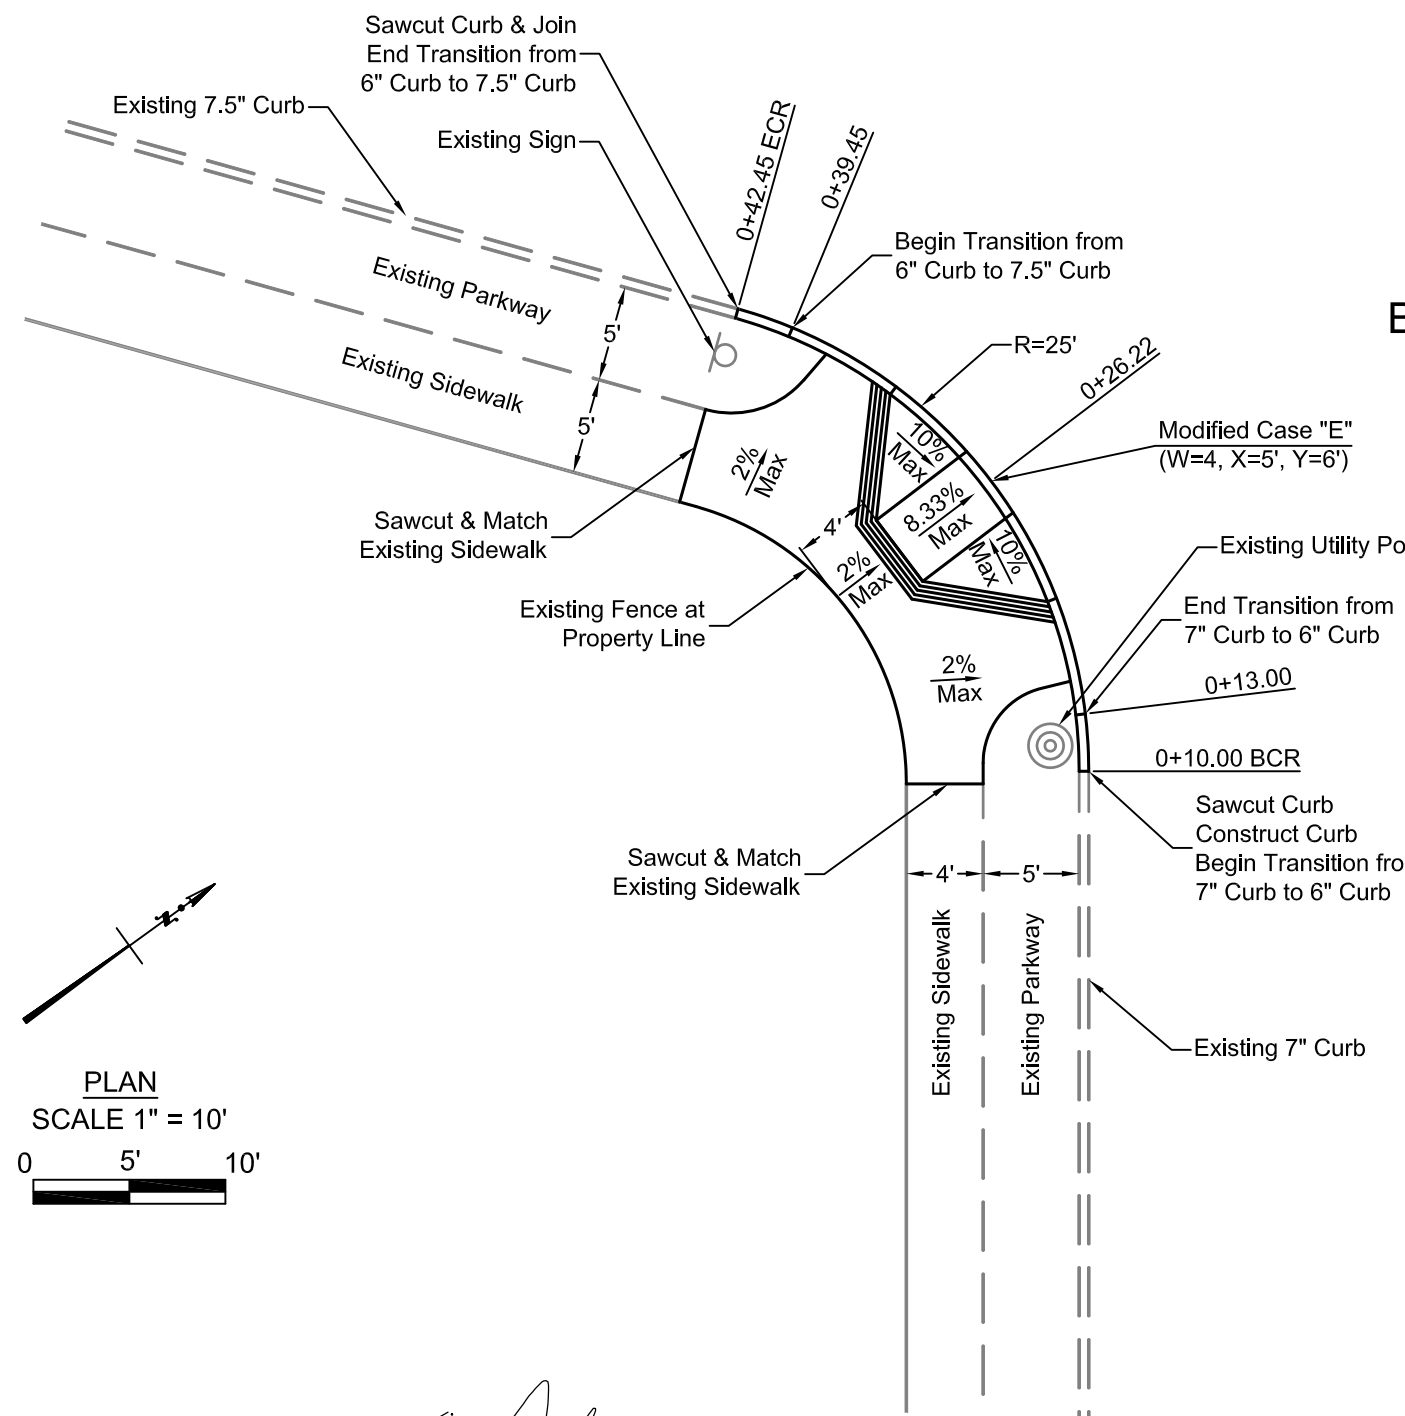 Sawcut Curb & Join
End Transition from
6" Curb to 7.5" Curb
Existing 7.5" Curb
Existing Sign
0+42.45 ECR
0+39.45
Begin Transition from
6" Curb to 7.5" Curb
Existing Parkway
5'
Existing Sidewalk
5'
R=25'
0+26.22
Modified Case "E"
(W=4, X=5', Y=6')
10%
Max
8.33%
Max
10%
Max
2%
Max
4'
2%
Max
2%
Max
Sawcut & Match
Existing Sidewalk
Existing Fence at
Property Line
Existing Utility
End Transition from
7" Curb to 6" Curb
0+13.00
0+10.00 BCR
Sawcut Curb
Construct Curb
Begin Transition
7" Curb to 6" Curb
Sawcut & Match
Existing Sidewalk
4'
5'
Existing Sidewalk
Existing Parkway
Existing 7" Curb
N
PLAN
SCALE 1" = 10'
0 5' 10'